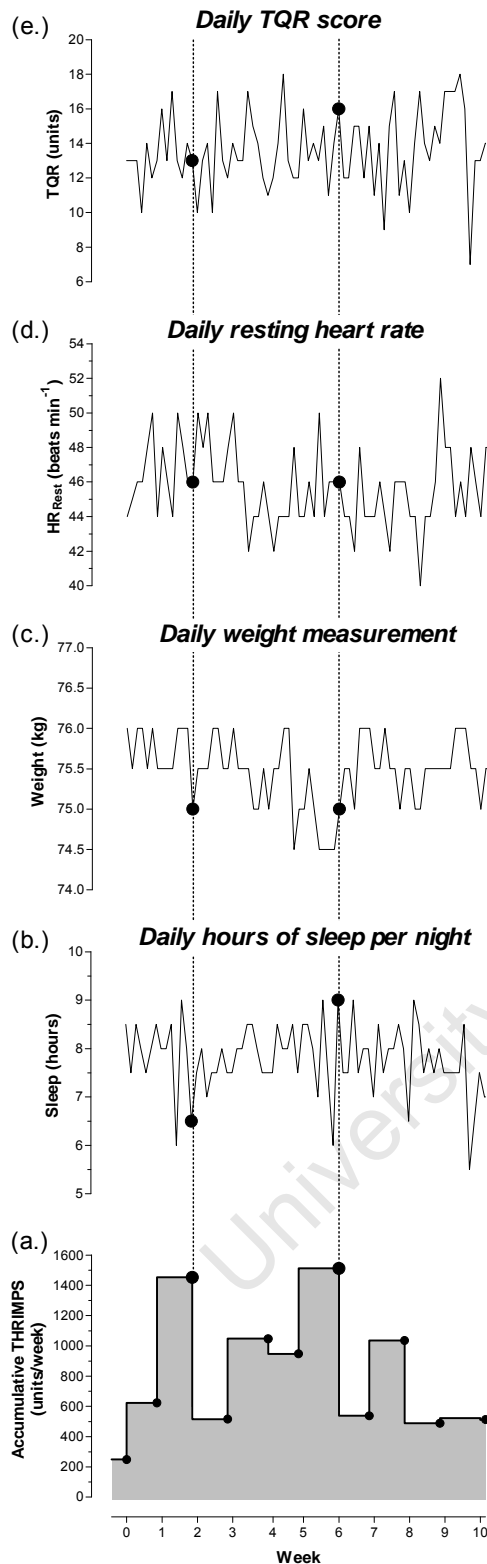 (e.) Daily TQR score
TQR (units)
20
18
16
14
12
10
8
6
(d.) Daily resting heart rate
HRRest (beats min⁻¹)
54
52
50
48
46
44
42
40
(c.) Daily weight measurement
Weight (kg)
77.0
76.5
76.0
75.5
75.0
74.5
74.0
(b.) Daily hours of sleep per night
Sleep (hours)
10
9
8
7
6
5
University
(a.)
Accumulative THRIMPS
(units/week)
1600
1400
1200
1000
800
600
400
200
0
0 1 2 3 4 5 6 7 8 9 10
Week